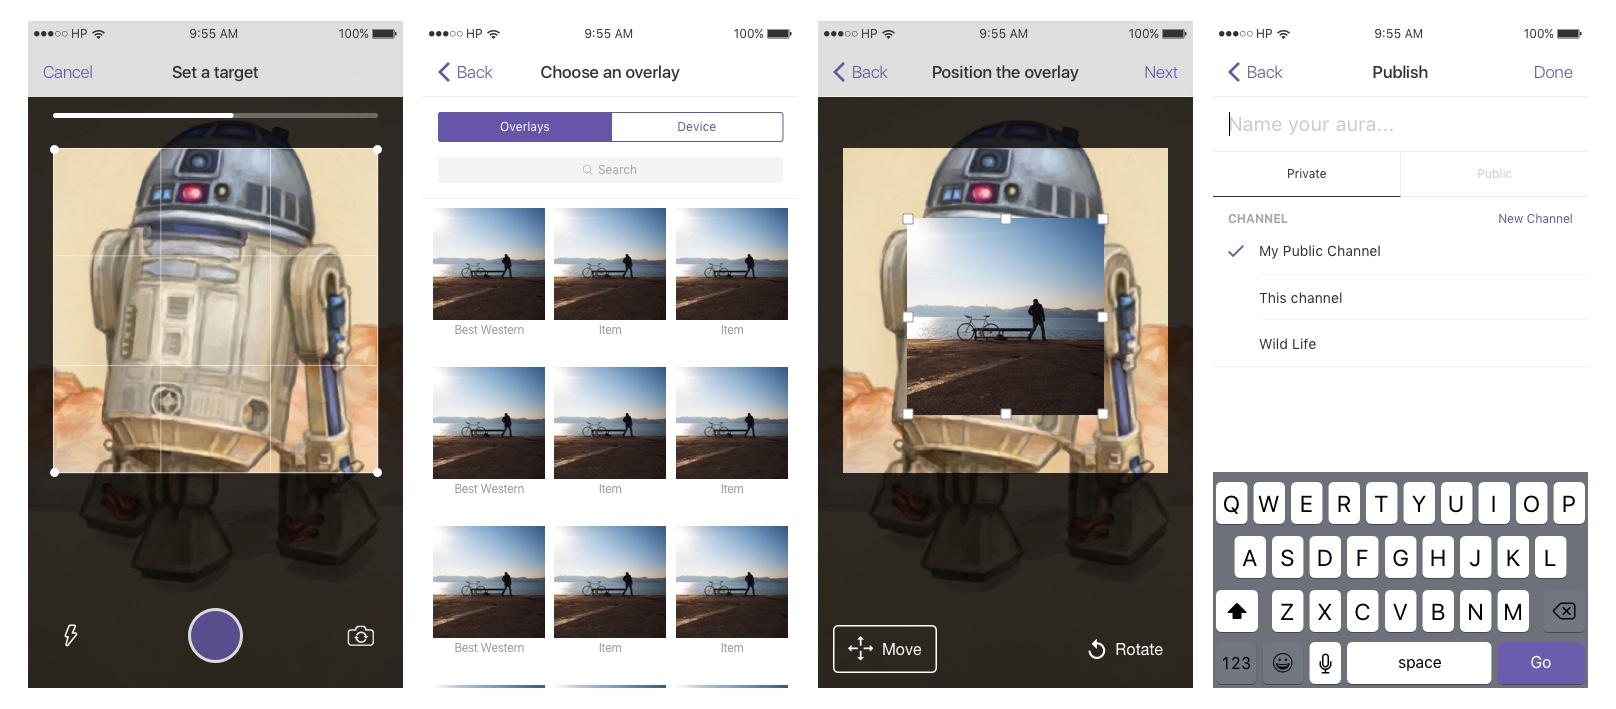 HP 9:55 AM 100%
Cancel Set a target
HP 9:55 AM 100%
Back Choose an overlay
Overlays Device
Search
Best Western Item Item
Best Western Item Item
Best Western Item Item
HP 9:55 AM 100%
Back Position the overlay Next
Move Rotate
HP 9:55 AM 100%
Back Publish Done
Name your aura...
Private Public
CHANNEL New Channel
My Public Channel
This channel
Wild Life
Q W E R T Y U I O P
A S D F G H J K L
Z X C V B N M
123 space Go